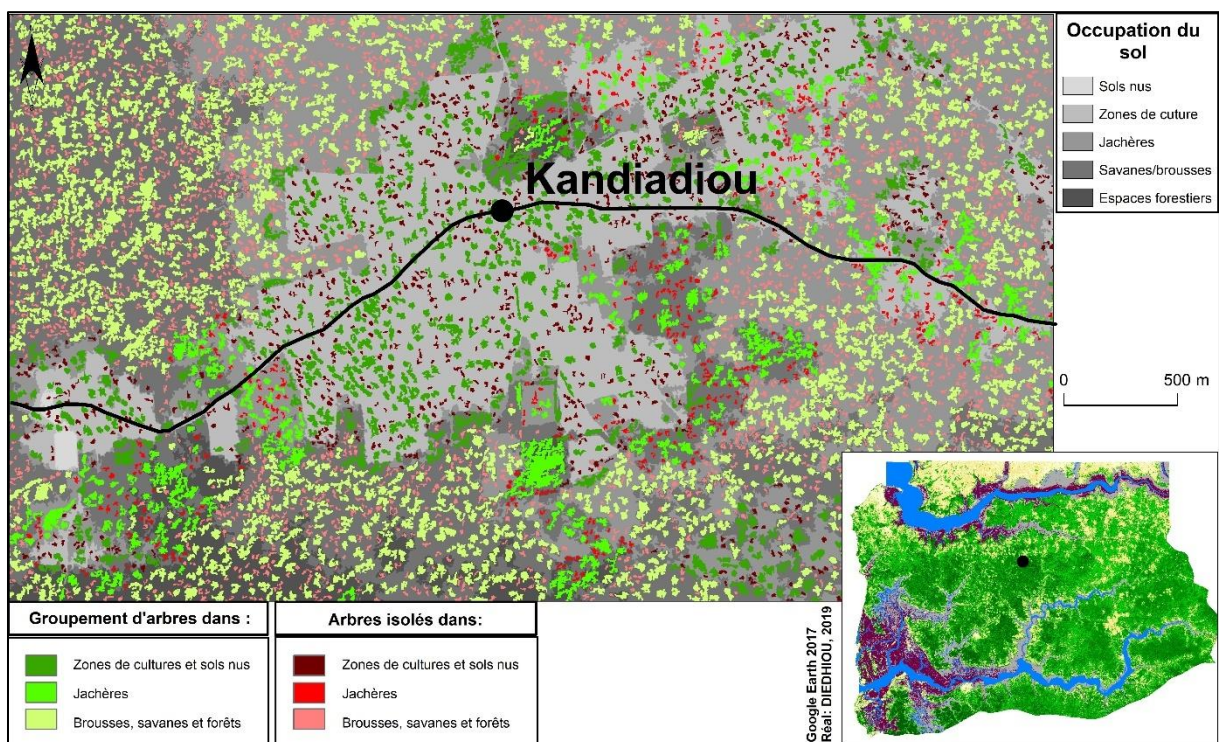 Kandiadiou
Occupation du
sol
Sols nus
Zones de cuture
Jachères
Savanes/brousses
Espaces forestiers
0 500 m
Groupement d'arbres dans :
Zones de cultures et sols nus
Jachères
Brousses, savanes et forêts
Arbres isolés dans:
Zones de cultures et sols nus
Jachères
Brousses, savanes et forêts
Google Earth 2017
Réal: DIEDHIOU, 2019